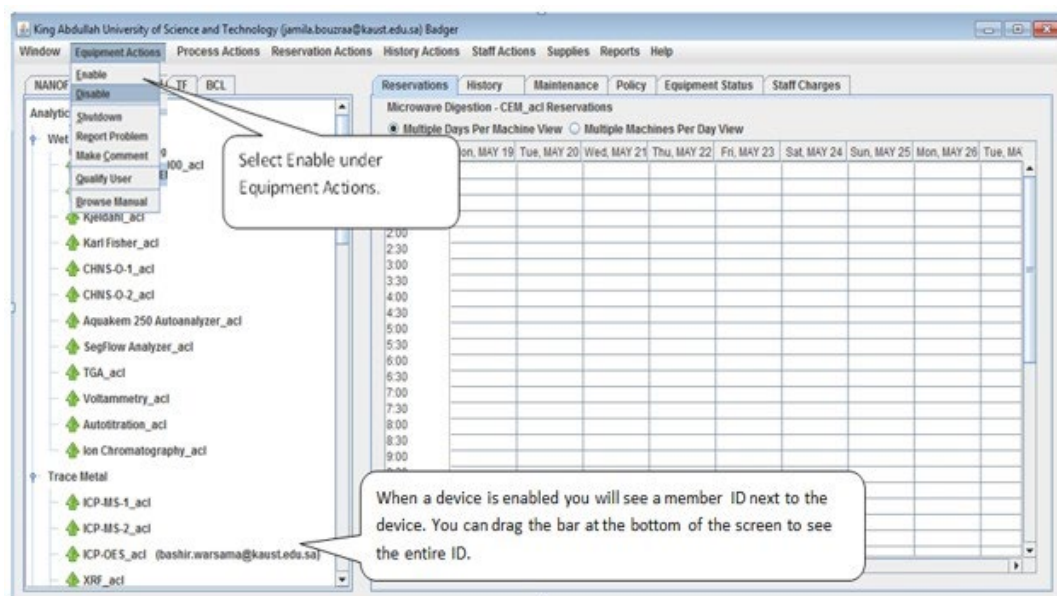 King Abdullah University of Science and Technology (jamila.bouzraa@kaust.edu.sa) Badger
Window Equipment Actions Process Actions Reservation Actions History Actions Staff Actions Supplies Reports Help
Enable
Disable
Shutdown
Report Problem
Make Comment
Qualify User
Browse Manual
TF BCL
Analytic
Wet
00_acl
Kjeldahl_acl
Karl Fisher_acl
CHNS-O-1_acl
CHNS-O-2_acl
Aquakem 250 Autoanalyzer_acl
SegFlow Analyzer_acl
TGA_acl
Voltammetry_acl
Autotitration_acl
Ion Chromatography_acl
Trace Metal
ICP-MS-1_acl
ICP-MS-2_acl
ICP-OES_acl (bashir.warsama@kaust.edu.sa)
XRF_acl
Select Enable under
Equipment Actions.
Reservations History Maintenance Policy Equipment Status Staff Charges
Microwave Digestion - CEM_acl Reservations
Multiple Days Per Machine View Multiple Machines Per Day View
on, MAY 19 Tue, MAY 20 Wed, MAY 21 Thu, MAY 22 Fri, MAY 23 Sat, MAY 24 Sun, MAY 25 Mon, MAY 26 Tue, MA
2:00
2:30
3:00
3:30
4:00
4:30
5:00
5:30
6:00
6:30
7:00
7:30
8:00
8:30
9:00
When a device is enabled you will see a member ID next to the
device. You can drag the bar at the bottom of the screen to see
the entire ID.